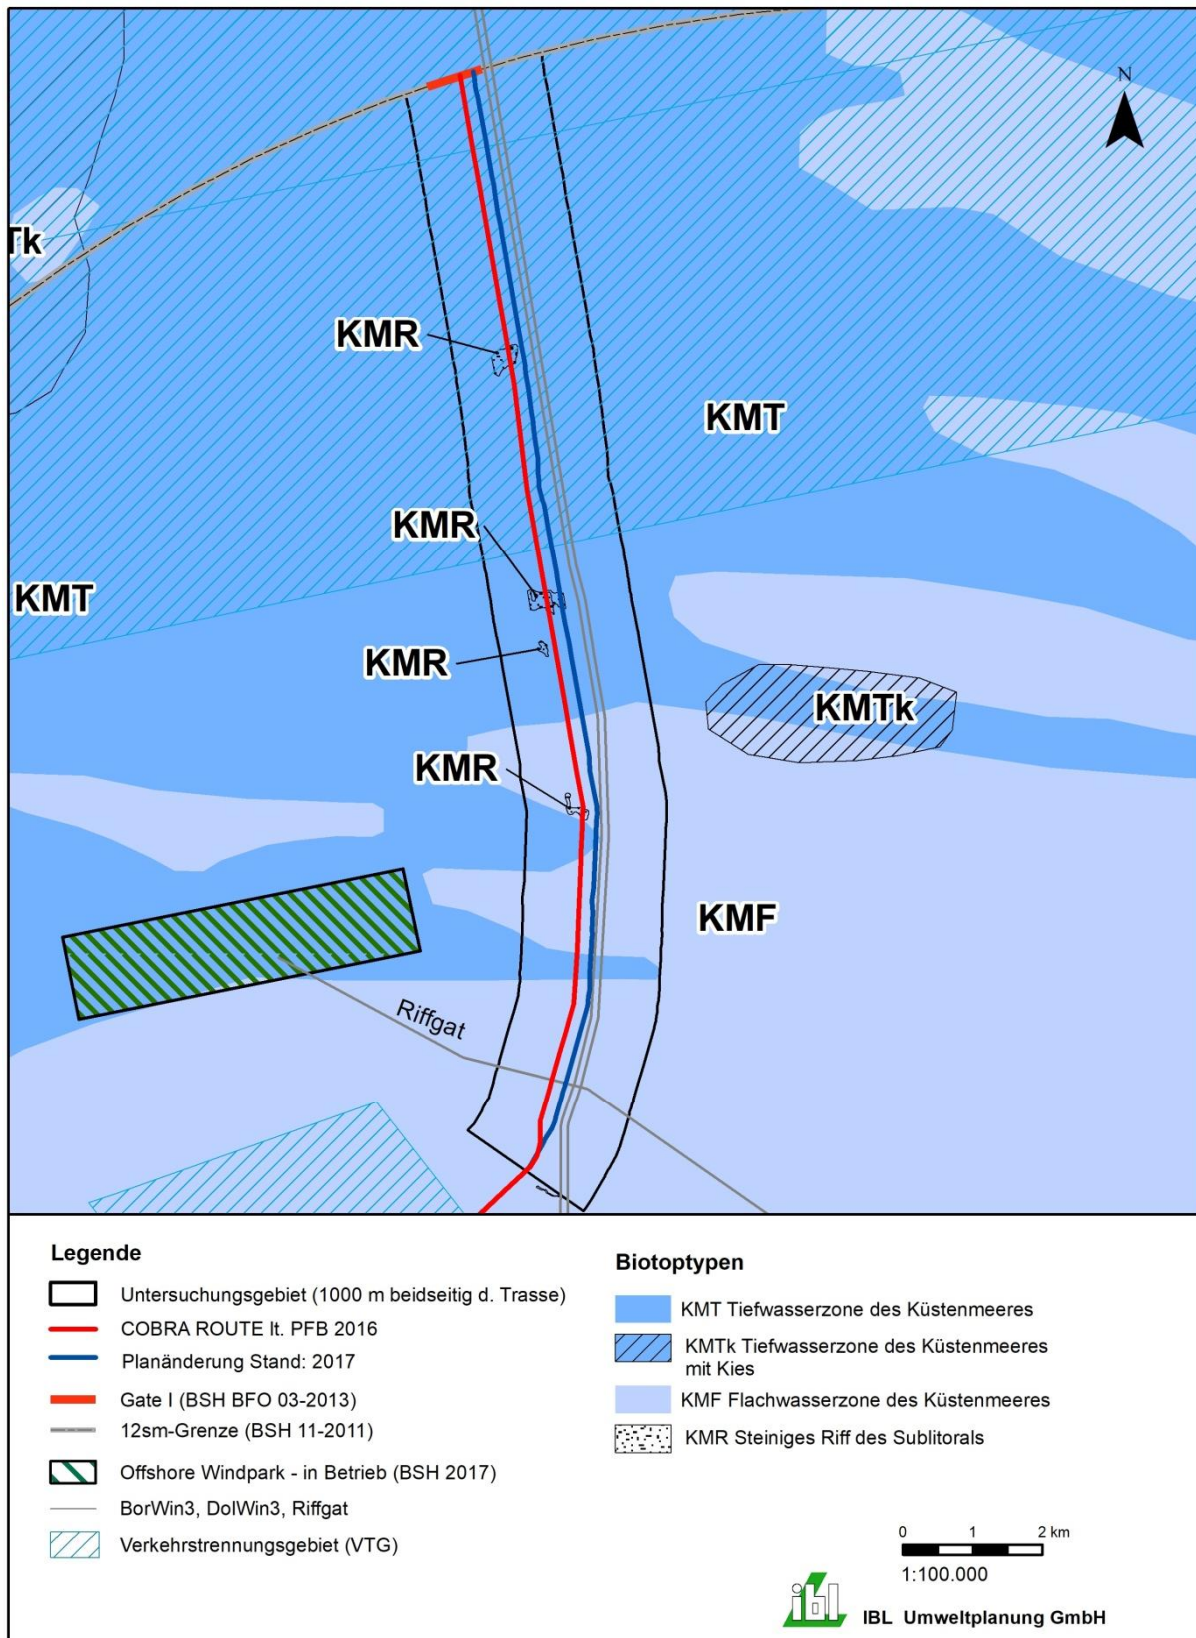 N
Tk
KMR
KMT
KMR
KMT
KMR
KMTk
KMR
KMF
Riffgat
Legende
Untersuchungsgebiet (1000 m beidseitig d. Trasse)
COBRA ROUTE lt. PFB 2016
Planänderung Stand: 2017
Gate I (BSH BFO 03-2013)
12sm-Grenze (BSH 11-2011)
Offshore Windpark - in Betrieb (BSH 2017)
BorWin3, DolWin3, Riffgat
Verkehrstrennungsgebiet (VTG)
Biotoptypen
KMT Tiefwasserzone des Küstenmeeres
KMTk Tiefwasserzone des Küstenmeeres
mit Kies
KMF Flachwasserzone des Küstenmeeres
KMR Steiniges Riff des Sublitorals
0 1 2 km
1:100.000
ibl
IBL Umweltplanung GmbH